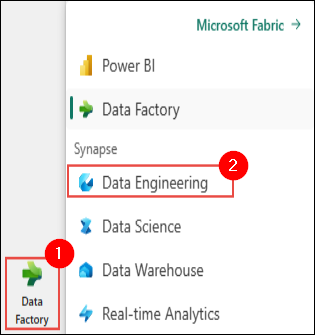 Microsoft Fabric →
Power BI
Data Factory
Synapse
2
Data Engineering
Data Science
1
Data Warehouse
Data
Factory
Real-time Analytics